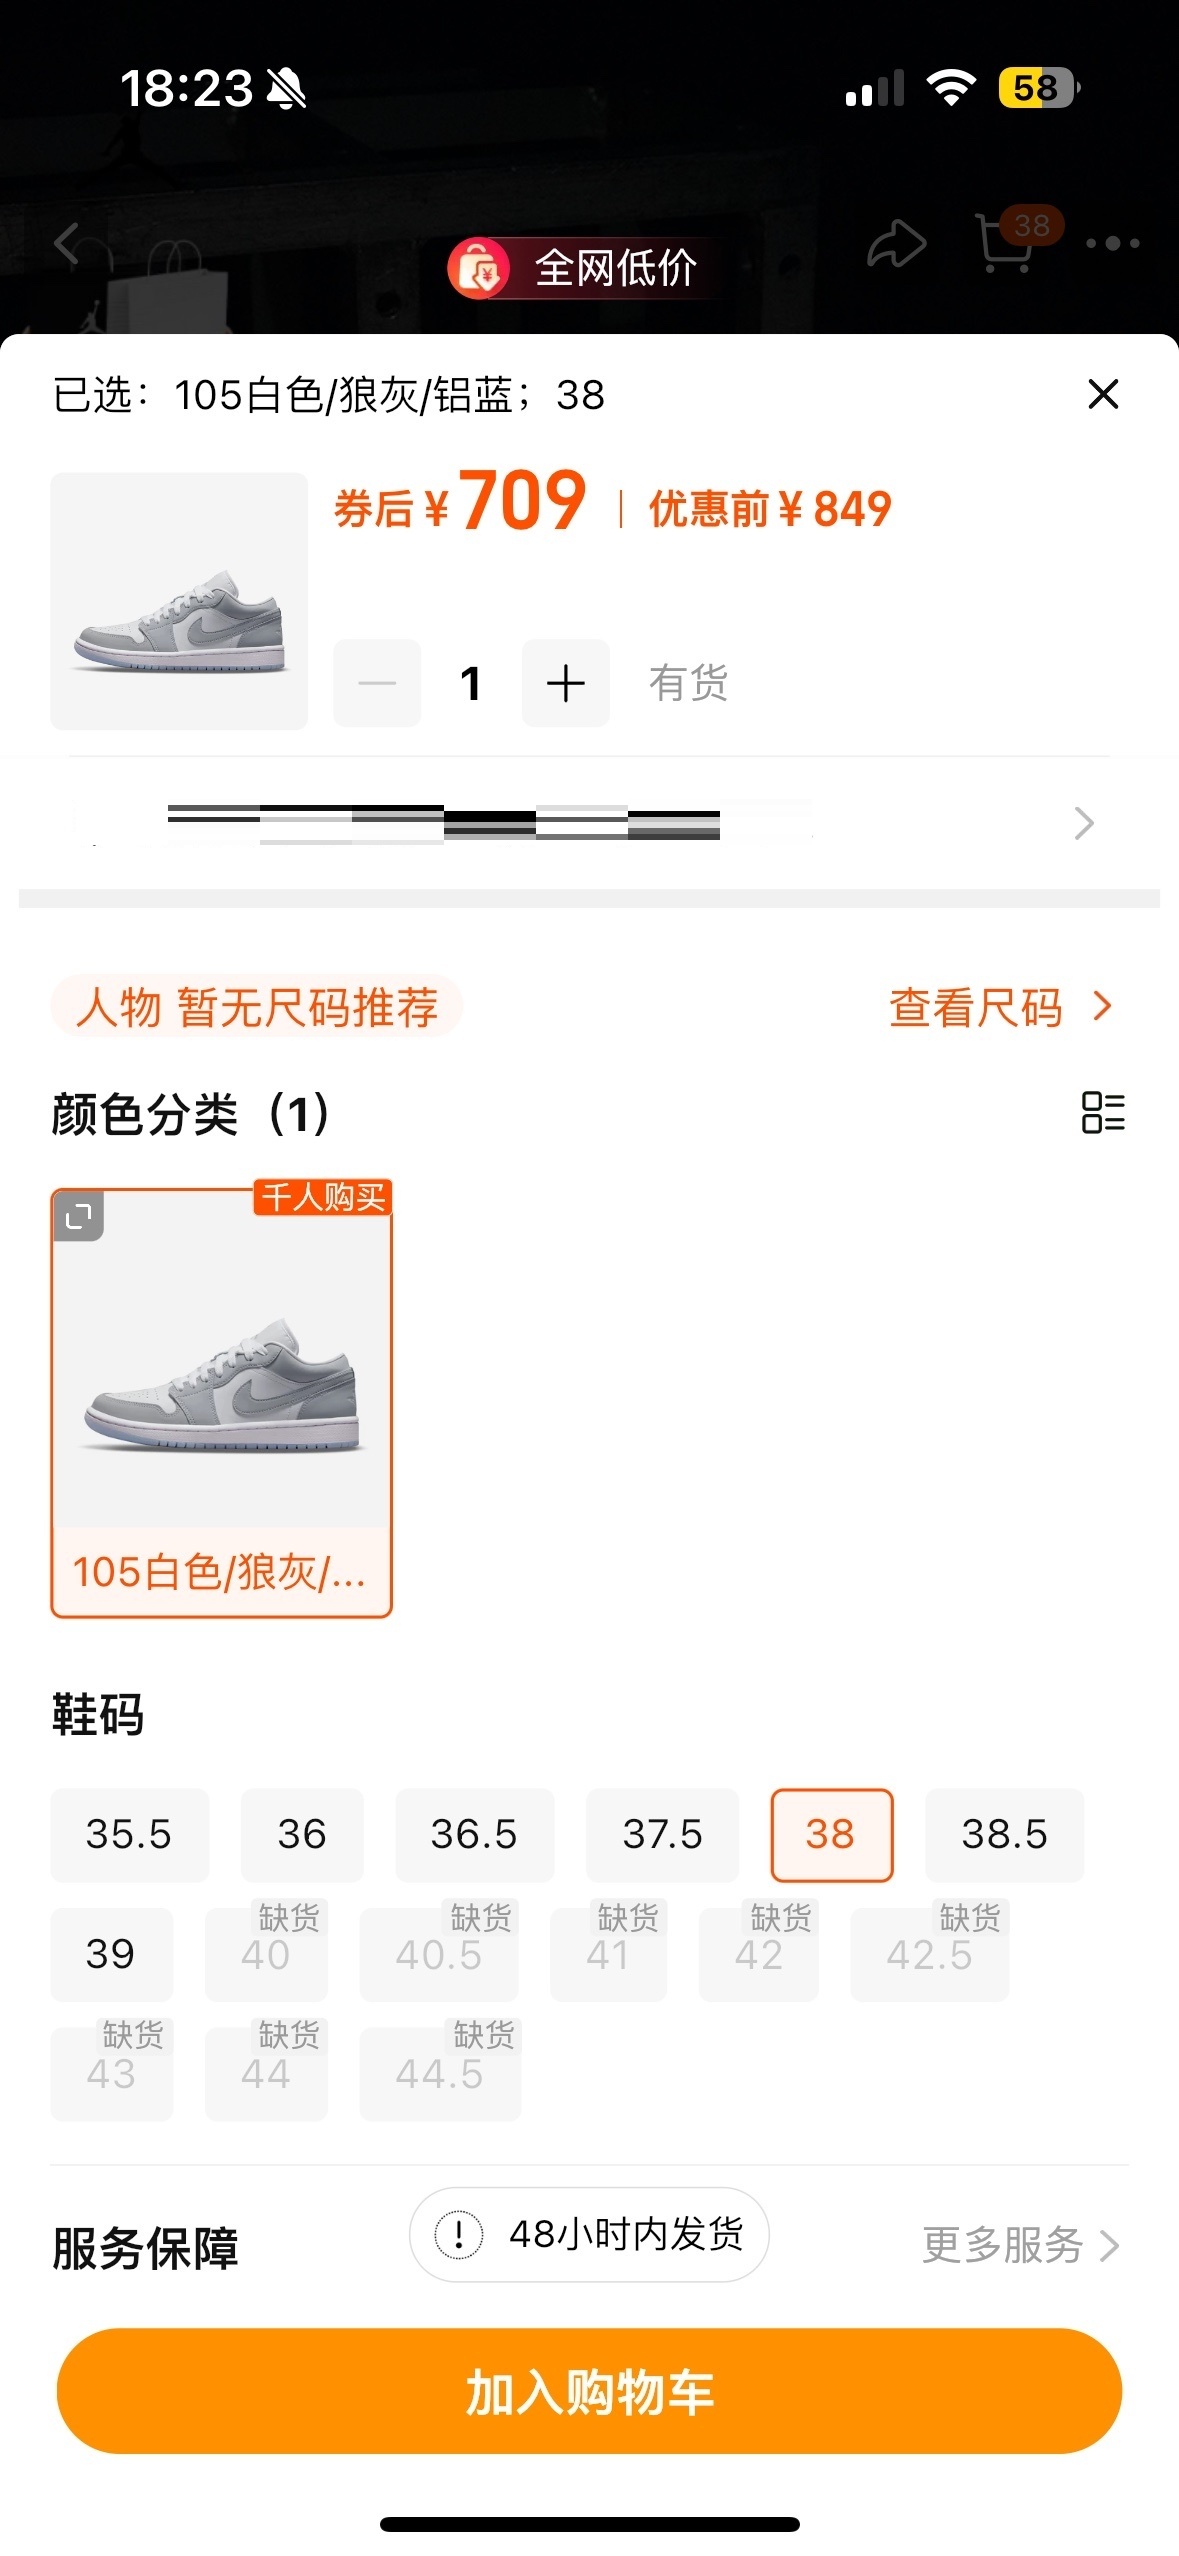 18:23
58
38
全网低价
已选：105白色/狼灰/铝蓝；38
券后¥709 | 优惠前¥849
1 有货
人物 暂无尺码推荐 查看尺码
颜色分类（1）
千人购买
105白色/狼灰/...
鞋码
35.5 36 36.5 37.5 38 38.5
缺货 缺货 缺货 缺货 缺货
39 40 40.5 41 42 42.5
缺货 缺货 缺货
43 44 44.5
服务保障 48小时内发货 更多服务
加入购物车